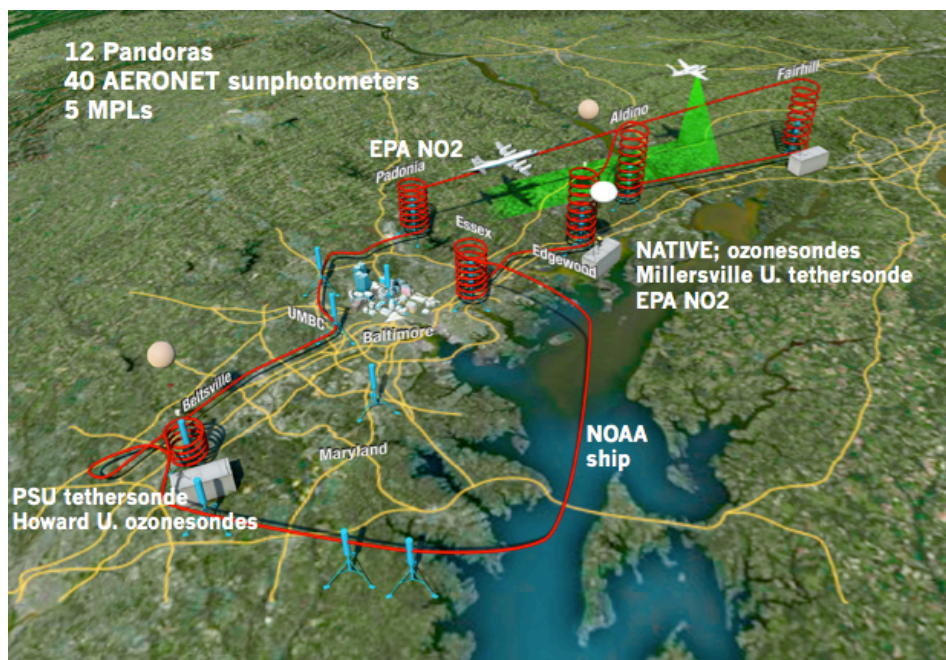 12 Pandoras
40 AERONET sunphotometers
5 MPLs
Fairhill
Aldino
EPA NO2
Padonia
Essex
Edgewood
NATIVE; ozonesondes
Millersville U. tethersonde
EPA NO2
UMBC
Baltimore
Beltsville
Maryland
NOAA
ship
PSU tethersonde
Howard U. ozonesondes